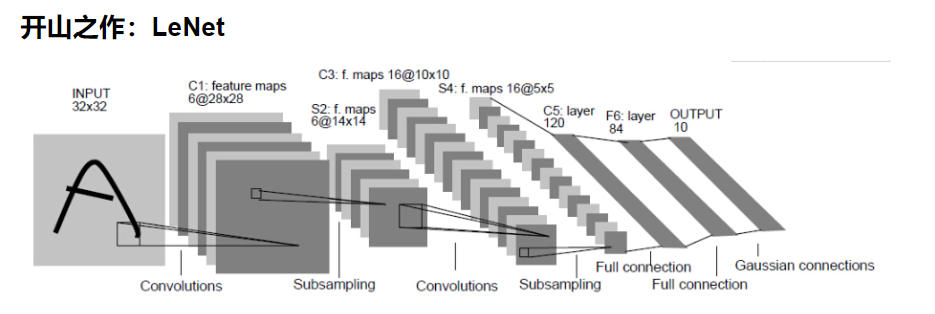 开山之作：LeNet
INPUT
32x32
C1: feature maps
6@28x28
S2: f. maps
6@14x14
C3: f. maps 16@10x10
S4: f. maps 16@5x5
C5: layer
120
F6: layer
84
OUTPUT
10
Convolutions
Subsampling
Convolutions
Subsampling
Full connection
Full connection
Gaussian connections